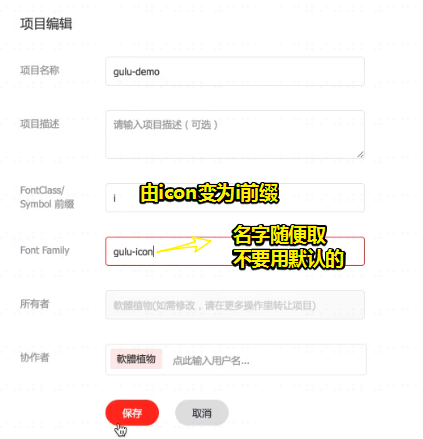 项目编辑
项目名称
gulu-demo
项目描述
请输入项目描述（可选）
FontClass/
Symbol 前缀
i
由icon变为i前缀
Font Family
gulu-icon
名字随便取
不要用默认的
所有者
軟體植物(如需修改，请在更多操作里转让项目)
协作者
軟體植物
点此输入用户名...
保存
取消